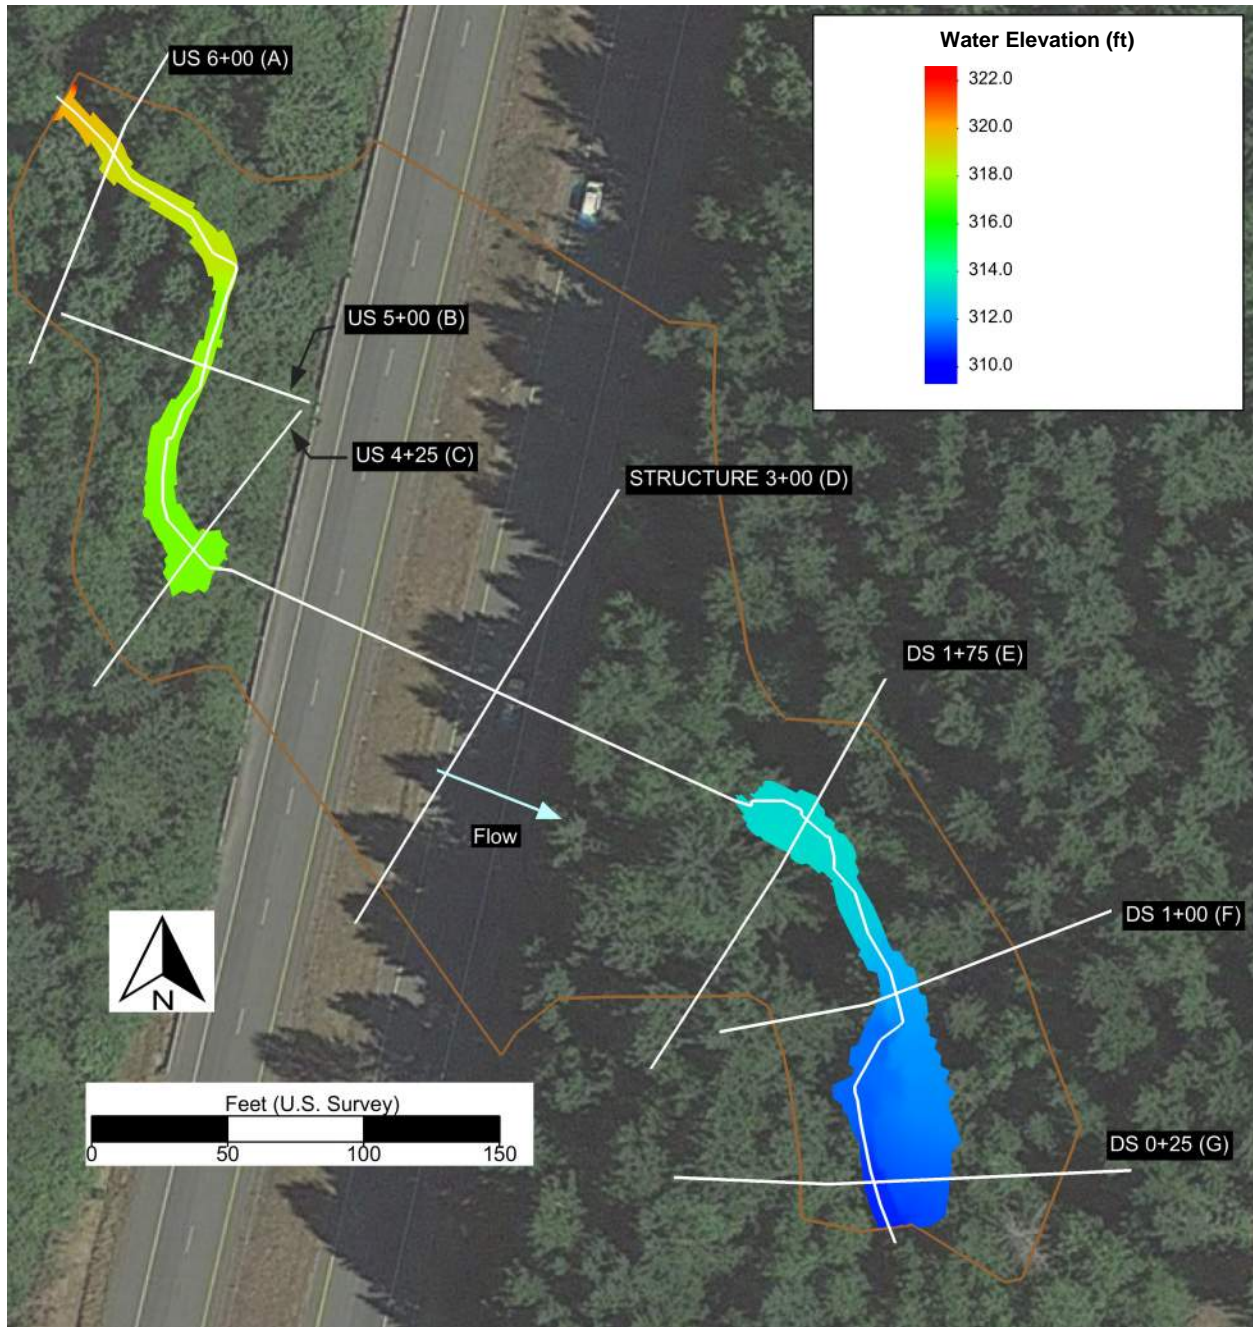 Water Elevation (ft)
322.0
320.0
318.0
316.0
314.0
312.0
310.0
US 6+00 (A)
US 5+00 (B)
US 4+25 (C)
STRUCTURE 3+00 (D)
DS 1+75 (E)
Flow
DS 1+00 (F)
N
Feet (U.S. Survey)
0 50 100 150
DS 0+25 (G)